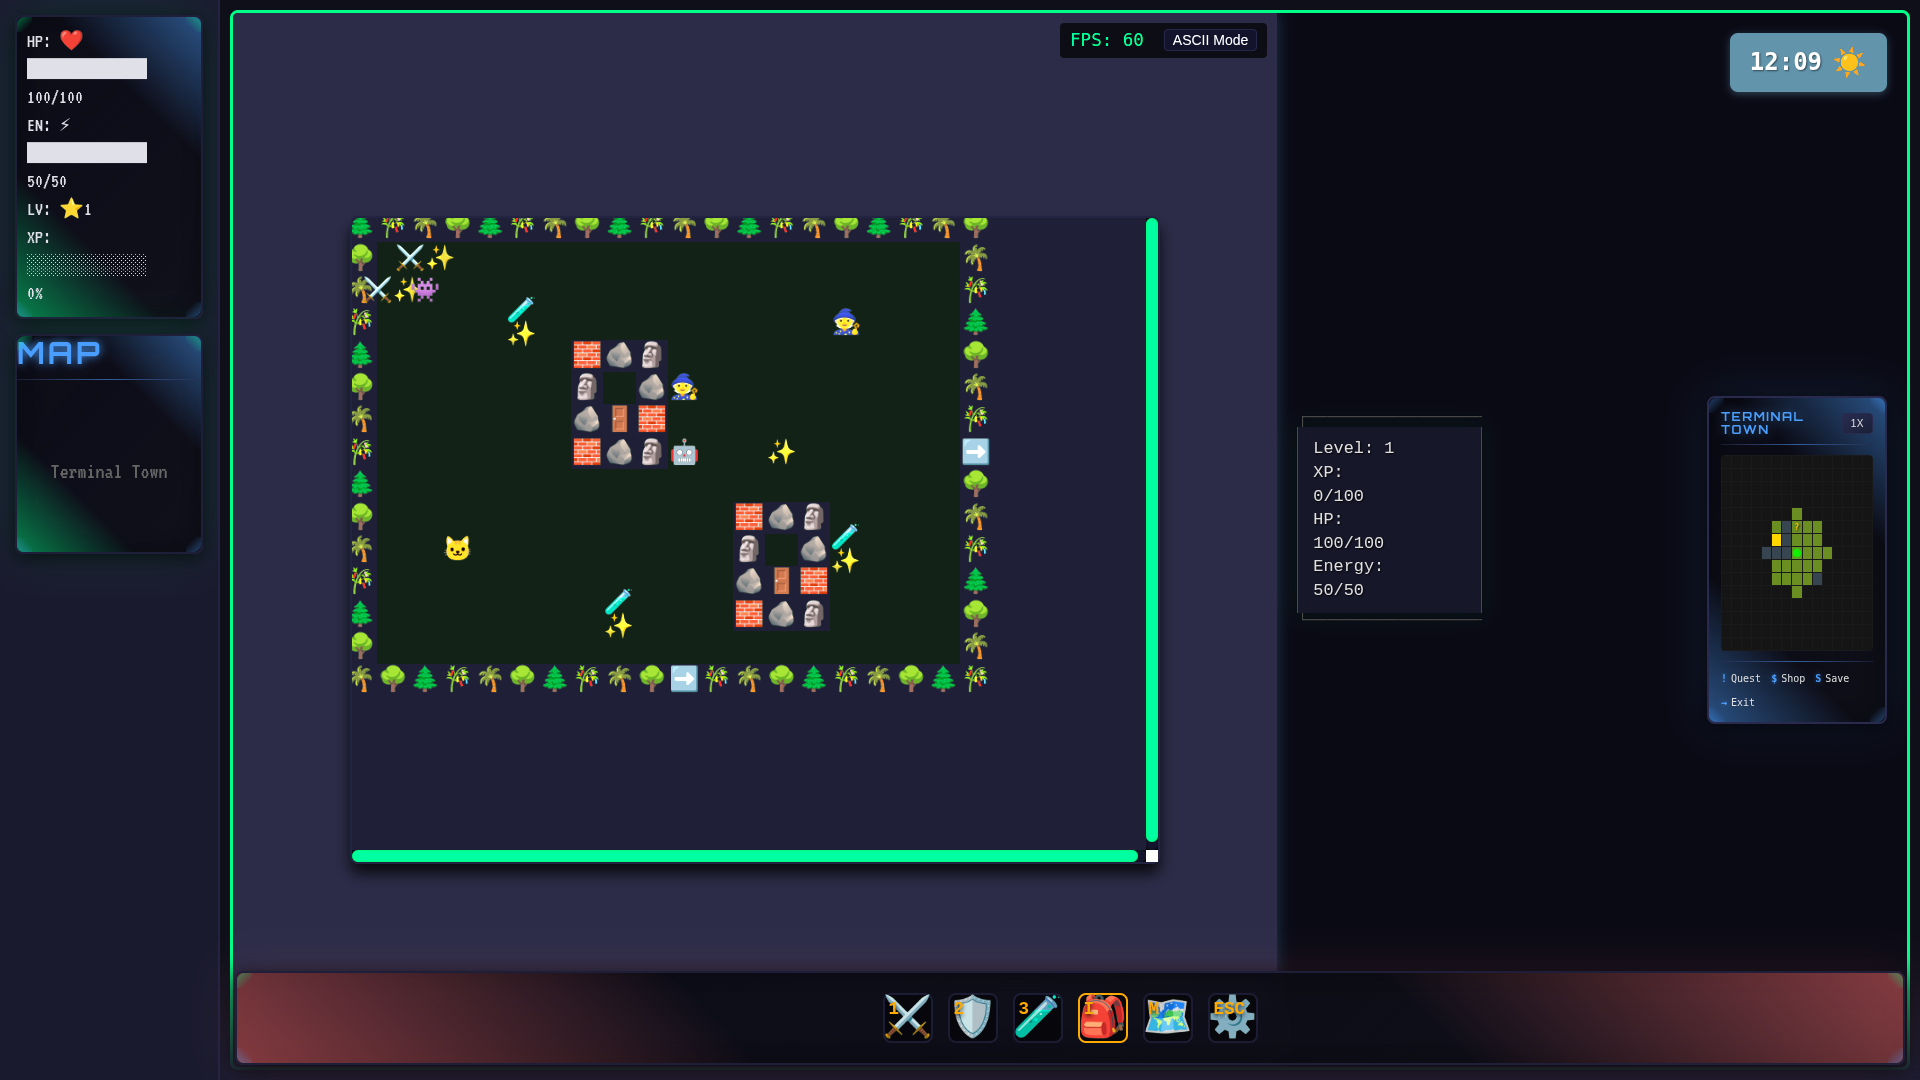 HP: ❤️
100/100
EN: ⚡
50/50
LV: ⭐1
XP:
0%
MAP
Terminal Town
FPS: 60
ASCII Mode
12:09 ☀️
Level: 1
XP:
0/100
HP:
100/100
Energy:
50/50
TERMINAL
TOWN
1X
?
! Quest $ Shop S Save
→ Exit
1
2
3
I
M
ESC